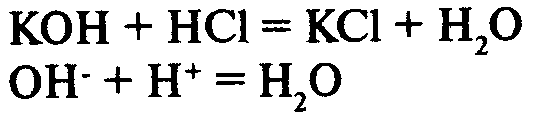 KOH + HCl = KCl + H₂O
OH⁻ + H⁺ = H₂O